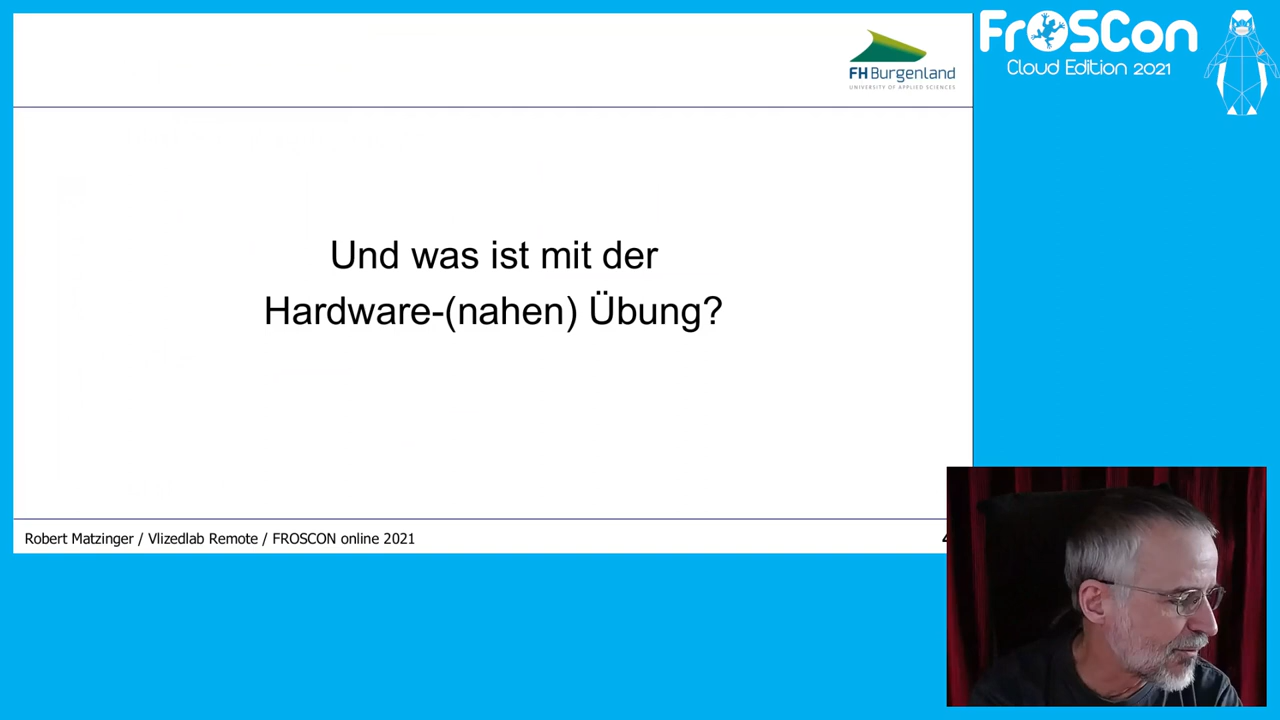 FrOSCon
Cloud Edition 2021
FH Burgenland
UNIVERSITY OF APPLIED SCIENCES
Und was ist mit der
Hardware-(nahen) Übung?
Robert Matzinger / Vlizedlab Remote / FROSCON online 2021